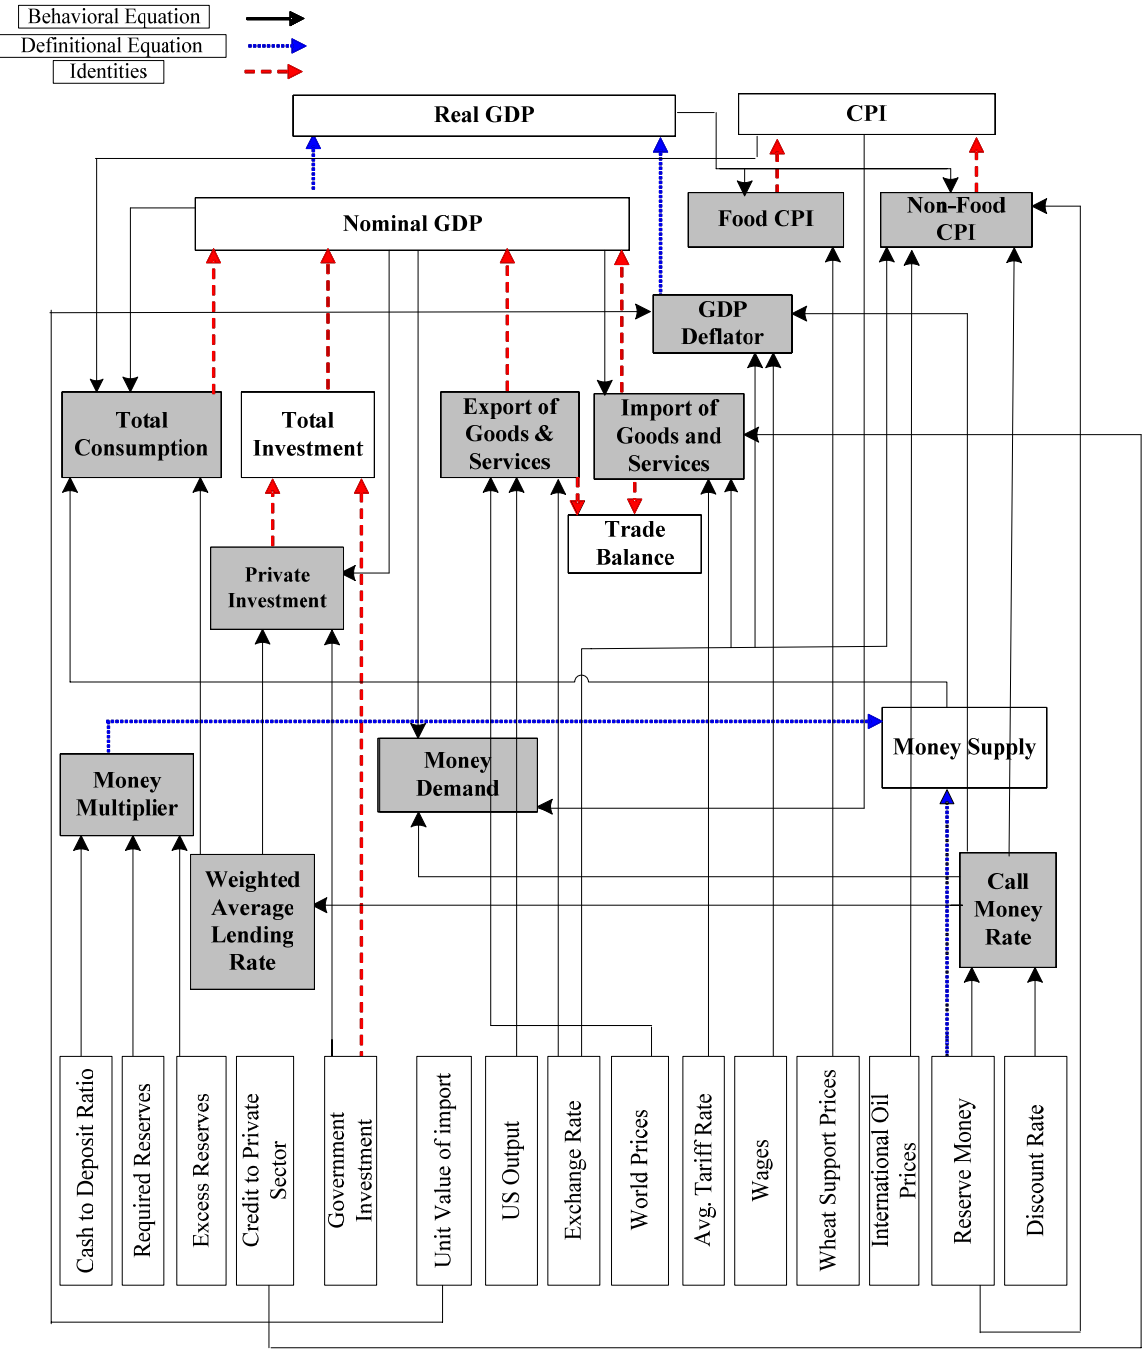 Behavioral Equation
Definitional Equation
Identities
Real GDP
CPI
Nominal GDP
Food CPI
Non-Food
CPI
GDP
Deflator
Total
Consumption
Total
Investment
Export of
Goods &
Services
Import of
Goods and
Services
Trade
Balance
Private
Investment
Money Supply
Money
Demand
Money
Multiplier
Weighted
Average
Lending
Rate
Call
Money
Rate
Cash to Deposit Ratio
Required Reserves
Excess Reserves
Credit to Private
Sector
Government
Investment
Unit Value of import
US Output
Exchange Rate
World Prices
Avg. Tariff Rate
Wages
Wheat Support Prices
International Oil
Prices
Reserve Money
Discount Rate